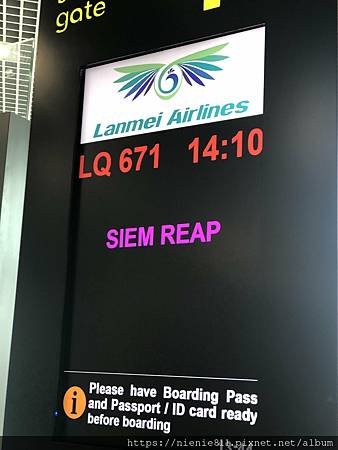 gate
Lanmei Airlines
LQ 671 14:10
SIEM REAP
i
Please have Boarding Pass
and Passport / ID card ready
before boarding
https://nienie811.pixnet.net/album